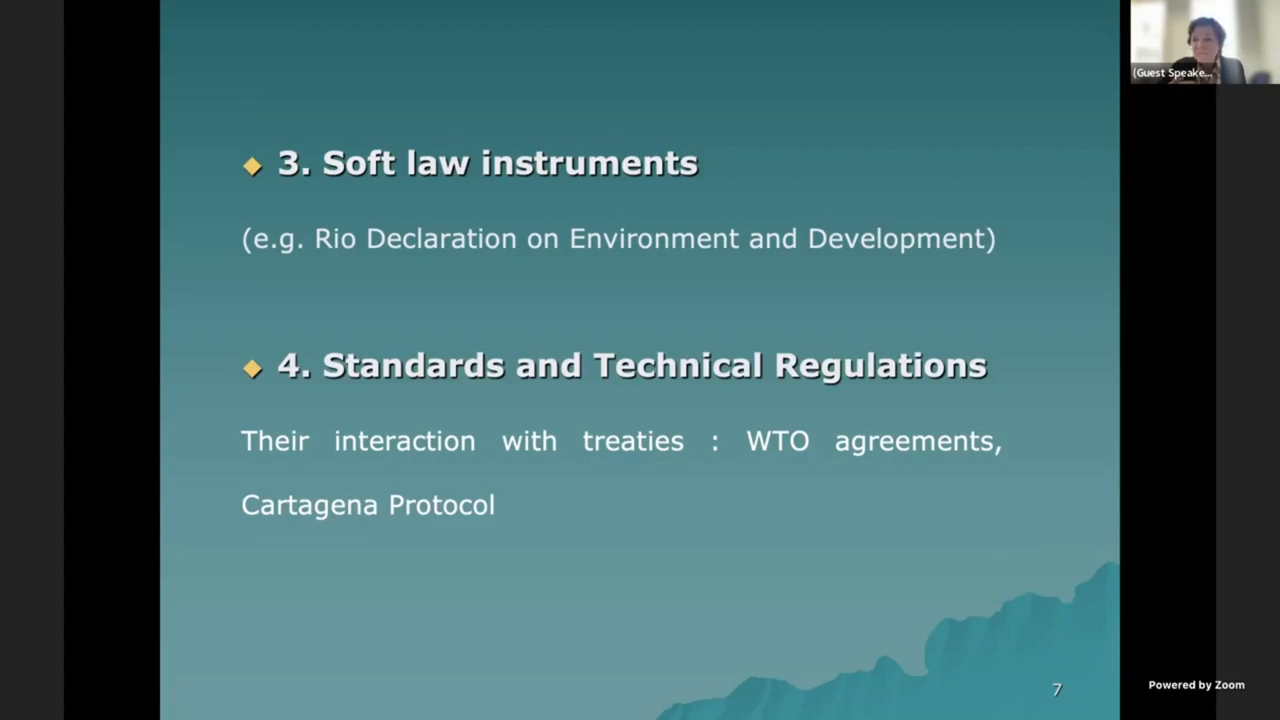 3. Soft law instruments
(e.g. Rio Declaration on Environment and Development)
4. Standards and Technical Regulations
Their interaction with treaties : WTO agreements,
Cartagena Protocol
7
(Guest Speake...
Powered by Zoom